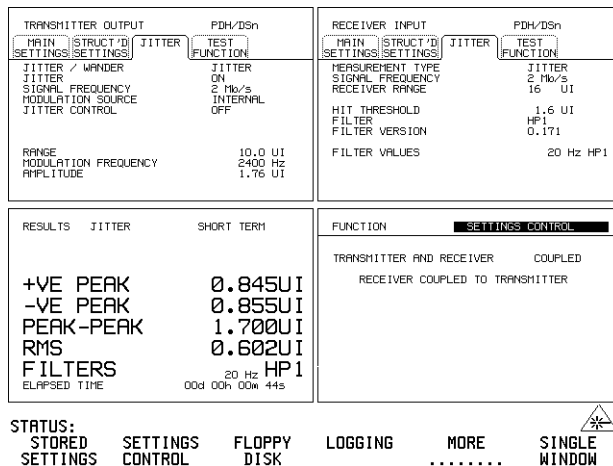 TRANSMITTER OUTPUT PDH/DSn
MAIN SETTINGS STRUCT'D SETTINGS JITTER TEST FUNCTION
JITTER / WANDER JITTER
JITTER ON
SIGNAL FREQUENCY 2 Mb/s
MODULATION SOURCE INTERNAL
JITTER CONTROL OFF
RANGE 10.0 UI
MODULATION FREQUENCY 2400 Hz
AMPLITUDE 1.76 UI
RECEIVER INPUT PDH/DSn
MAIN SETTINGS STRUCT'D SETTINGS JITTER TEST FUNCTION
MEASUREMENT TYPE JITTER
SIGNAL FREQUENCY 2 Mb/s
RECEIVER RANGE 16 UI
HIT THRESHOLD 1.6 UI
FILTER HP1
FILTER VERSION 0.171
FILTER VALUES 20 Hz HP1
RESULTS JITTER SHORT TERM
+VE PEAK 0.845UI
-VE PEAK 0.855UI
PEAK-PEAK 1.700UI
RMS 0.602UI
FILTERS 20 Hz HP1
ELAPSED TIME 00d 00h 00m 44s
FUNCTION SETTINGS CONTROL
TRANSMITTER AND RECEIVER COUPLED
RECEIVER COUPLED TO TRANSMITTER
STATUS:
STORED SETTINGS FLOPPY LOGGING MORE SINGLE
SETTINGS CONTROL DISK ........ WINDOW